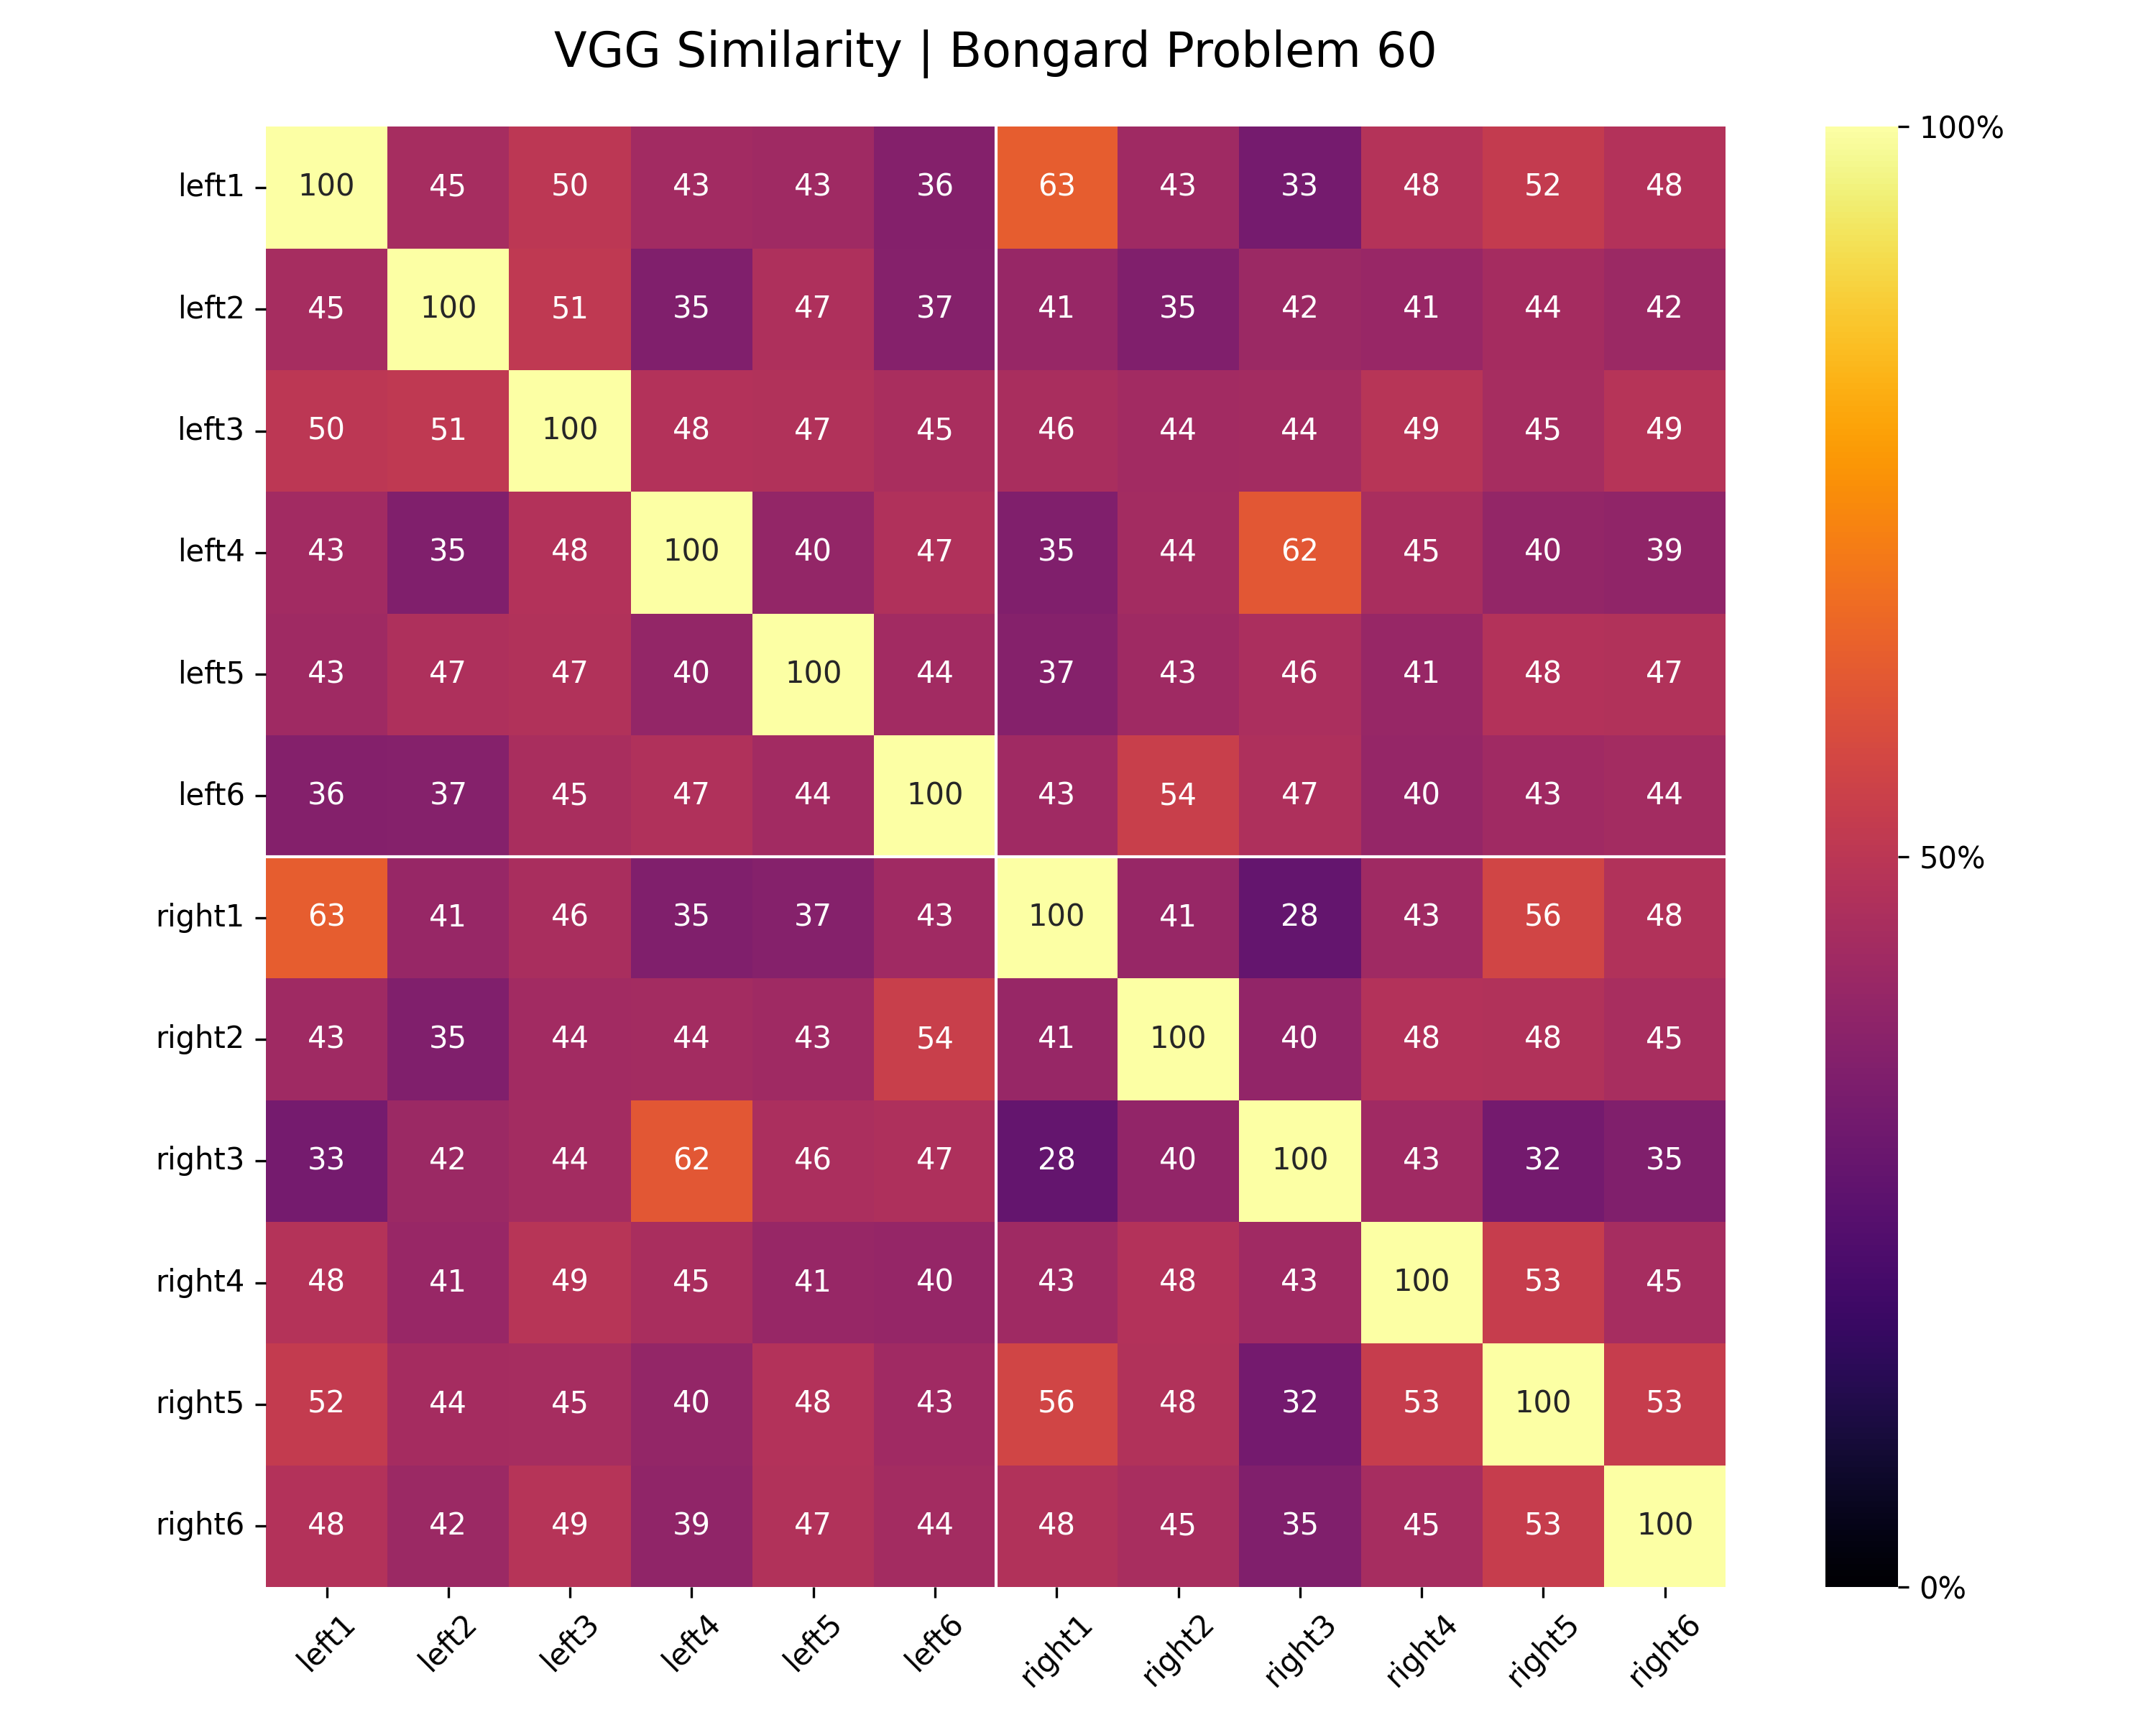 VGG Similarity | Bongard Problem 60
left1 100 45 50 43 43 36 63 43 33 48 52 48
left2 45 100 51 35 47 37 41 35 42 41 44 42
left3 50 51 100 48 47 45 46 44 44 49 45 49
left4 43 35 48 100 40 47 35 44 62 45 40 39
left5 43 47 47 40 100 44 37 43 46 41 48 47
left6 36 37 45 47 44 100 43 54 47 40 43 44
right1 63 41 46 35 37 43 100 41 28 43 56 48
right2 43 35 44 44 43 54 41 100 40 48 48 45
right3 33 42 44 62 46 47 28 40 100 43 32 35
right4 48 41 49 45 41 40 43 48 43 100 53 45
right5 52 44 45 40 48 43 56 48 32 53 100 53
right6 48 42 49 39 47 44 48 45 35 45 53 100
left1 left2 left3 left4 left5 left6 right1 right2 right3 right4 right5 right6
100%
50%
0%